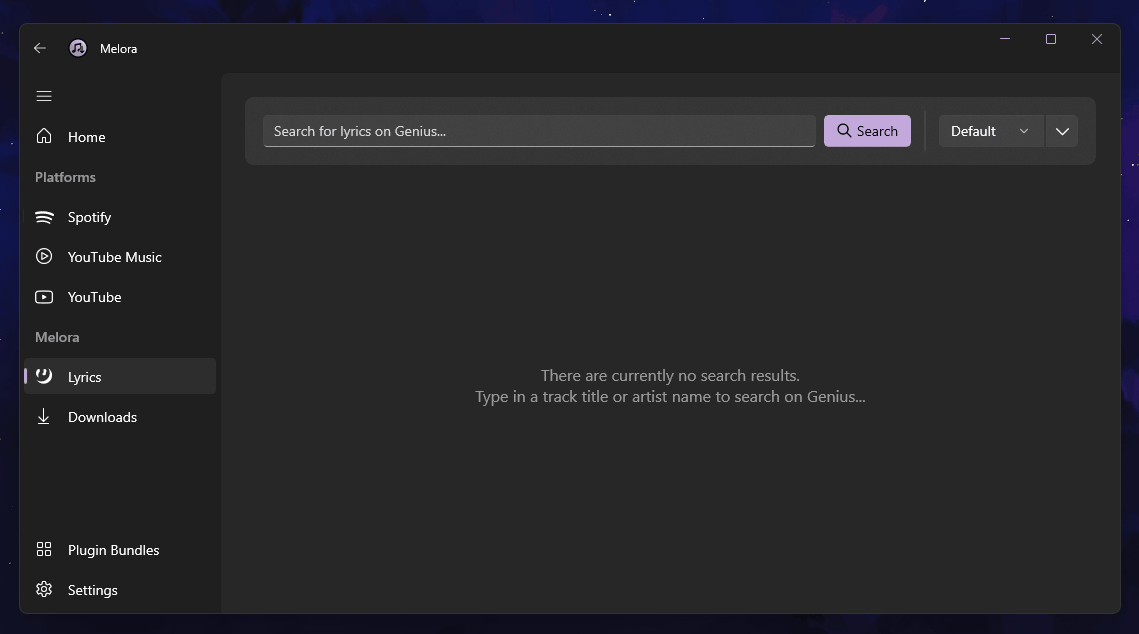 Melora
Home
Platforms
Spotify
YouTube Music
YouTube
Melora
Lyrics
Downloads
Plugin Bundles
Settings
Search for lyrics on Genius...
Search
Default
There are currently no search results.
Type in a track title or artist name to search on Genius...